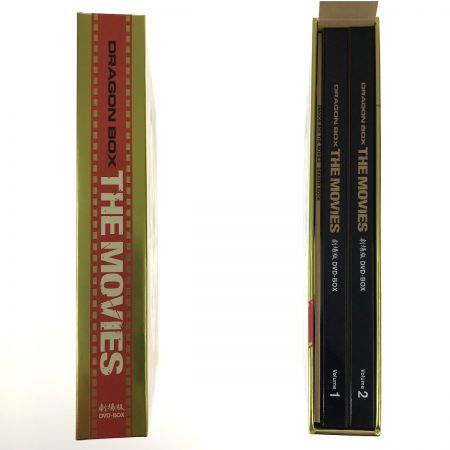 DRAGON BOX
THE MOVIES
劇場版
DVD-BOX
DRAGON BOX THE MOVIES
劇場版 DVD-BOX
Volume 1
DRAGON BOX THE MOVIES
劇場版 DVD-BOX
Volume 2